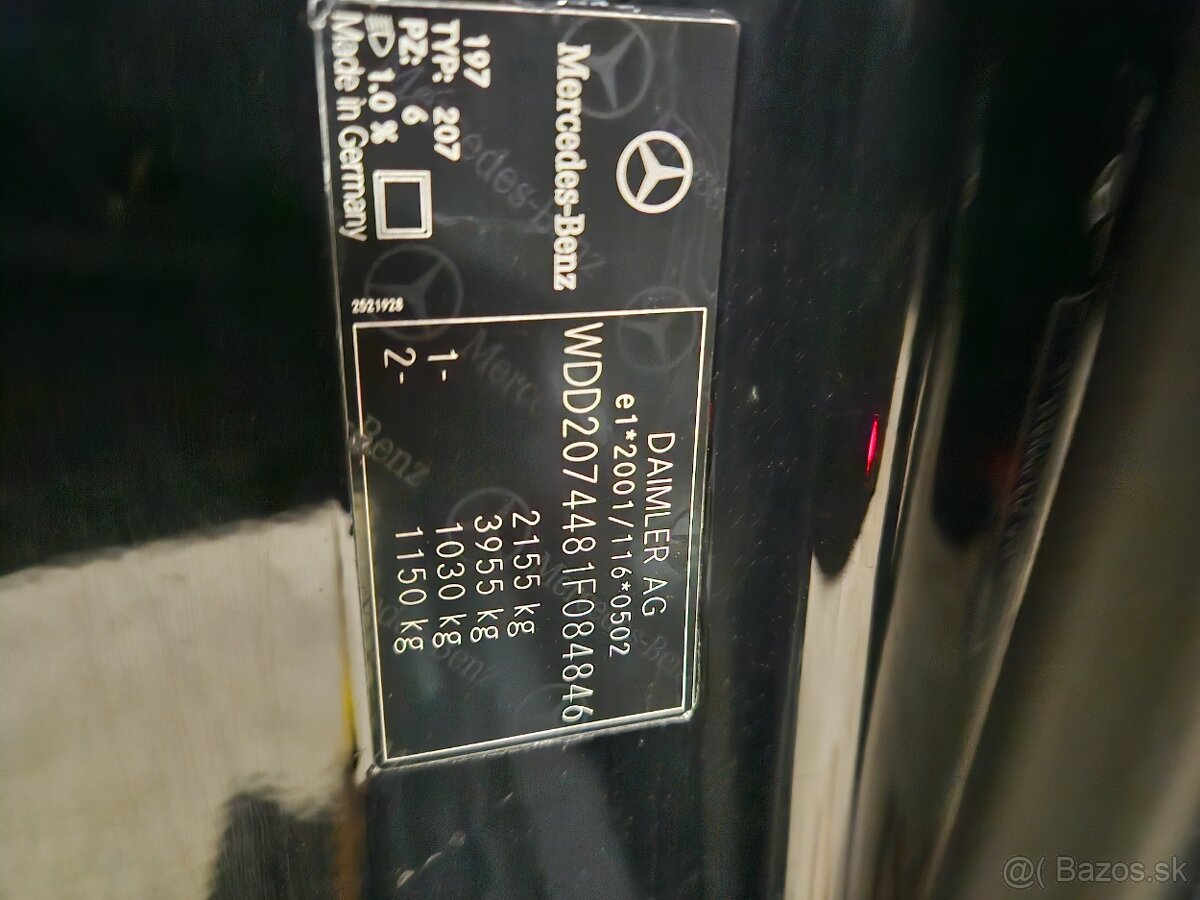 Mercedes-Benz
197
TYP: 207
PZ: 6
1.0 %
Made in Germany
2521928
DAIMLER AG
e1*2001/116*0502
WDD2074481F084846
2155 kg
3955 kg
1- 1030 kg
2- 1150 kg
@( Bazos.sk